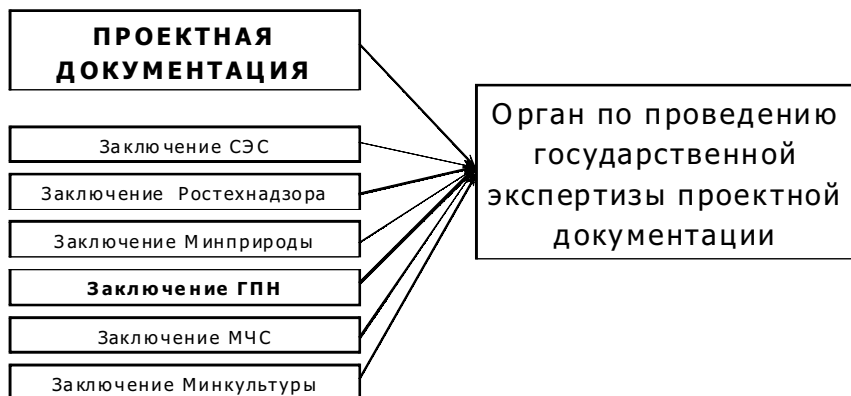 ПРОЕКТНАЯ
ДОКУМЕНТАЦИЯ
Заключение СЭС
Заключение Ростехнадзора
Заключение Минприроды
Заключение ГПН
Заключение МЧС
Заключение Минкультуры
Орган по проведению
государственной
экспертизы проектной
документации